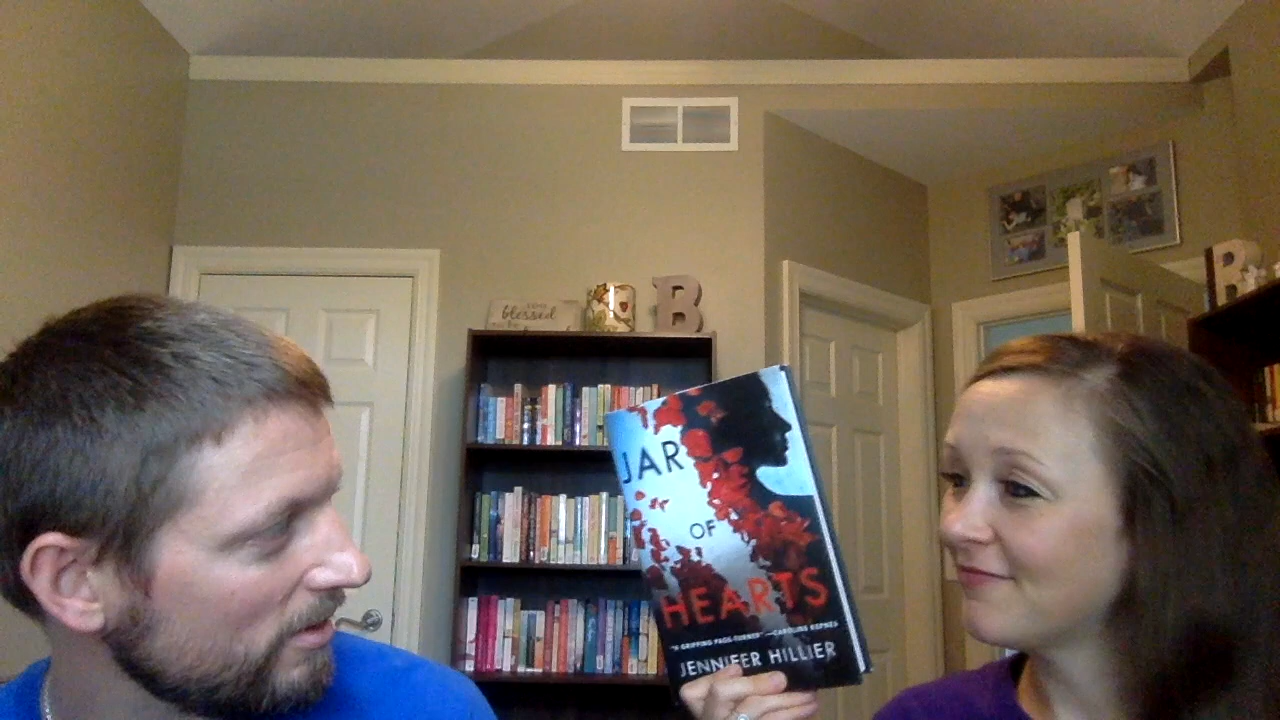 blessed
B
B
JAR
OF
HEARTS
"A GRIPPING PAGE-TURNER" —CAROLINE KEPNES
JENNIFER HILLIER